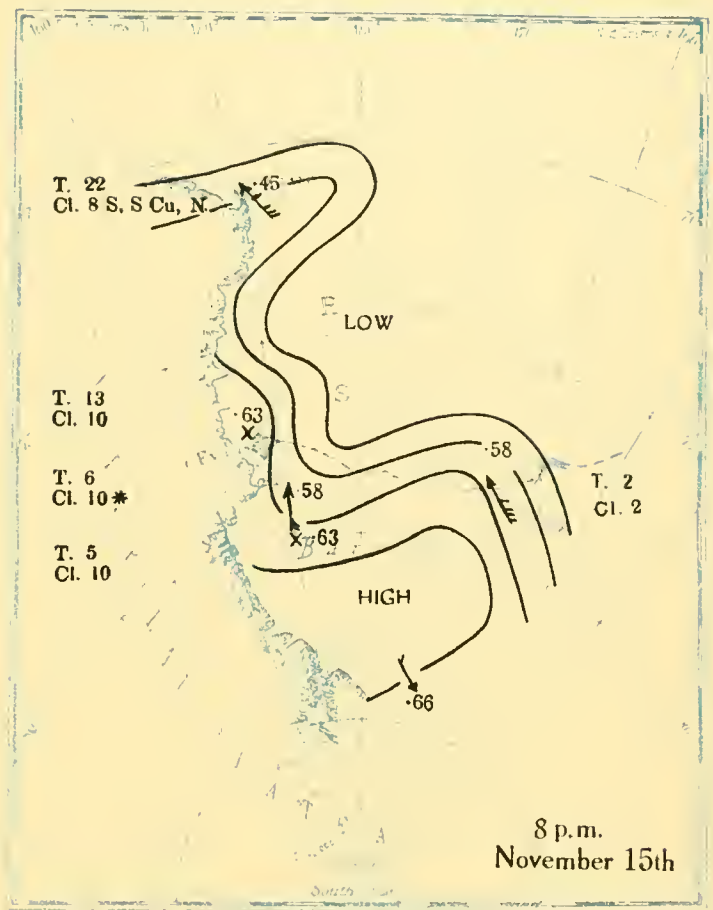 T. 22
Cl. 8 S, S Cu, N.
.45
LOW
T. 13
Cl. 10
.63
X
T. 6
Cl. 10*
.58
.58
T. 2
Cl. 2
X .63
T. 5
Cl. 10
HIGH
.66
8 p.m.
November 15th
South